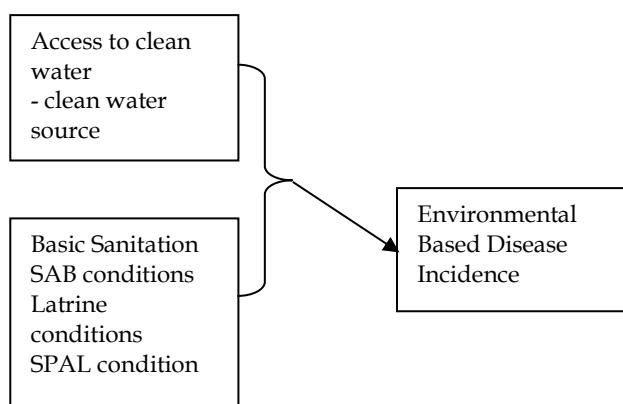 Access to clean
water
- clean water
source
Basic Sanitation
SAB conditions
Latrine
conditions
SPAL condition
Environmental
Based Disease
Incidence